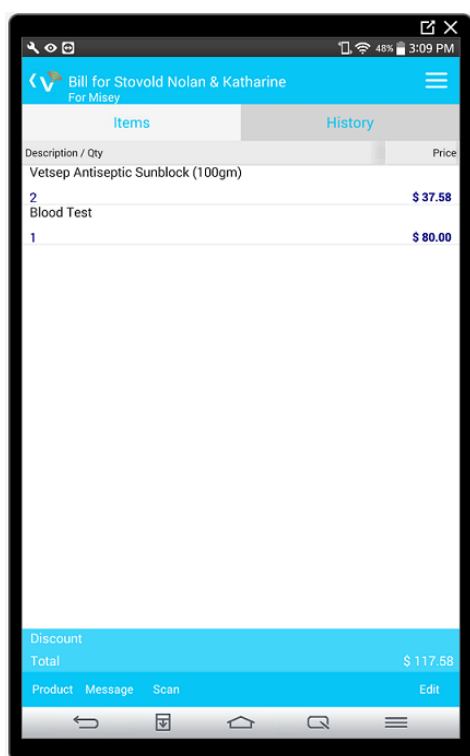 48% 3:09 PM
Bill for Stovold Nolan & Katharine
For Misey
Items History
Description / Qty Price
Vetsep Antiseptic Sunblock (100gm)
2 $ 37.58
Blood Test
1 $ 80.00
Discount
Total $ 117.58
Product Message Scan Edit